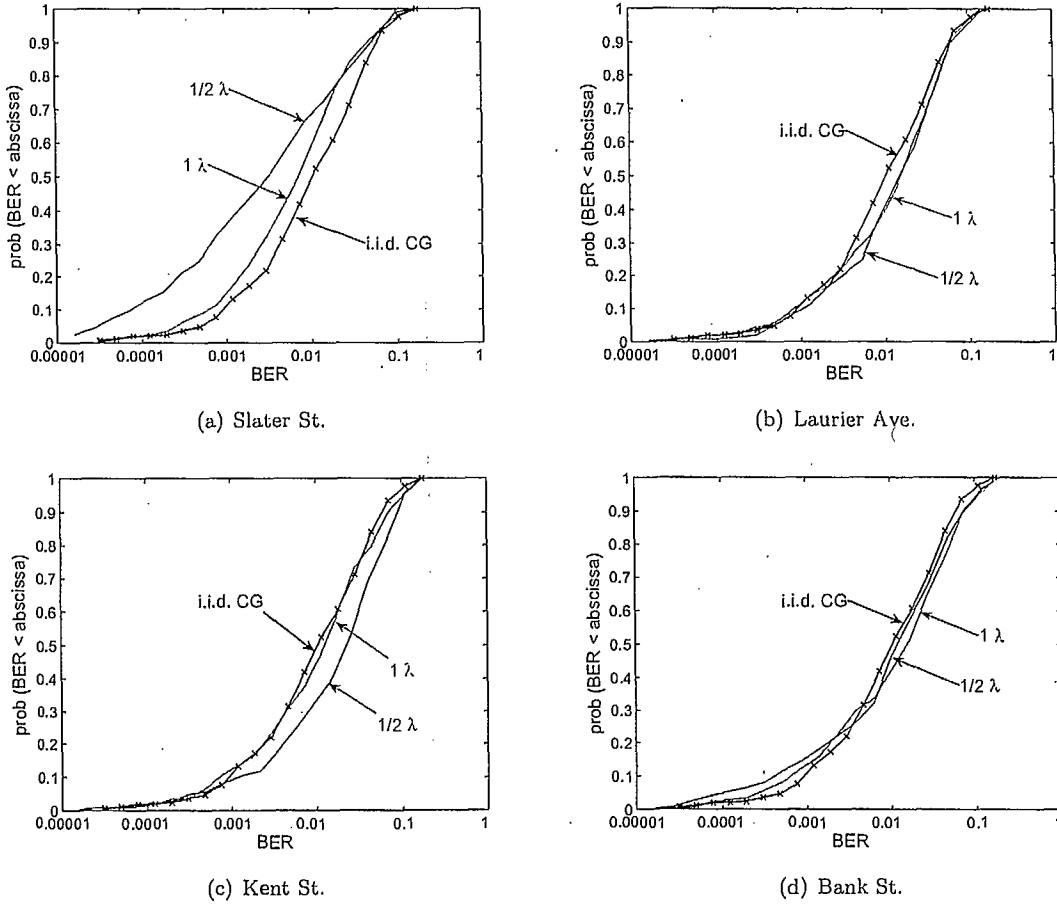 1
0.9
0.8
0.7
0.6
0.5
0.4
0.3
0.2
0.1
0
prob (BER < abscissa)
1/2 λ
1 λ
i.i.d. CG
0.00001 0.001 0.01 0.1 1
BER
(a) Slater St.
1
0.9
0.8
0.7
0.6
0.5
0.4
0.3
0.2
0.1
0
prob (BER < abscissa)
i.i.d. CG
1 λ
1/2 λ
0.00001 0.0001 0.001 0.01 0.1 1
BER
(b) Laurier Ave.
1
0.9
0.8
0.7
0.6
0.5
0.4
0.3
0.2
0.1
0
prob (BER < abscissa)
i.i.d. CG
1 λ
1/2 λ
0.00001 0.0001 0.001 0.01 0.1 1
BER
(c) Kent St.
1
0.9
0.8
0.7
0.6
0.5
0.4
0.3
0.2
0.1
0
prob (BER < abscissa)
i.i.d. CG
1 λ
1/2 λ
0.00001 0.0001 0.001 0.01 0.1 1
BER
(d) Bank St.